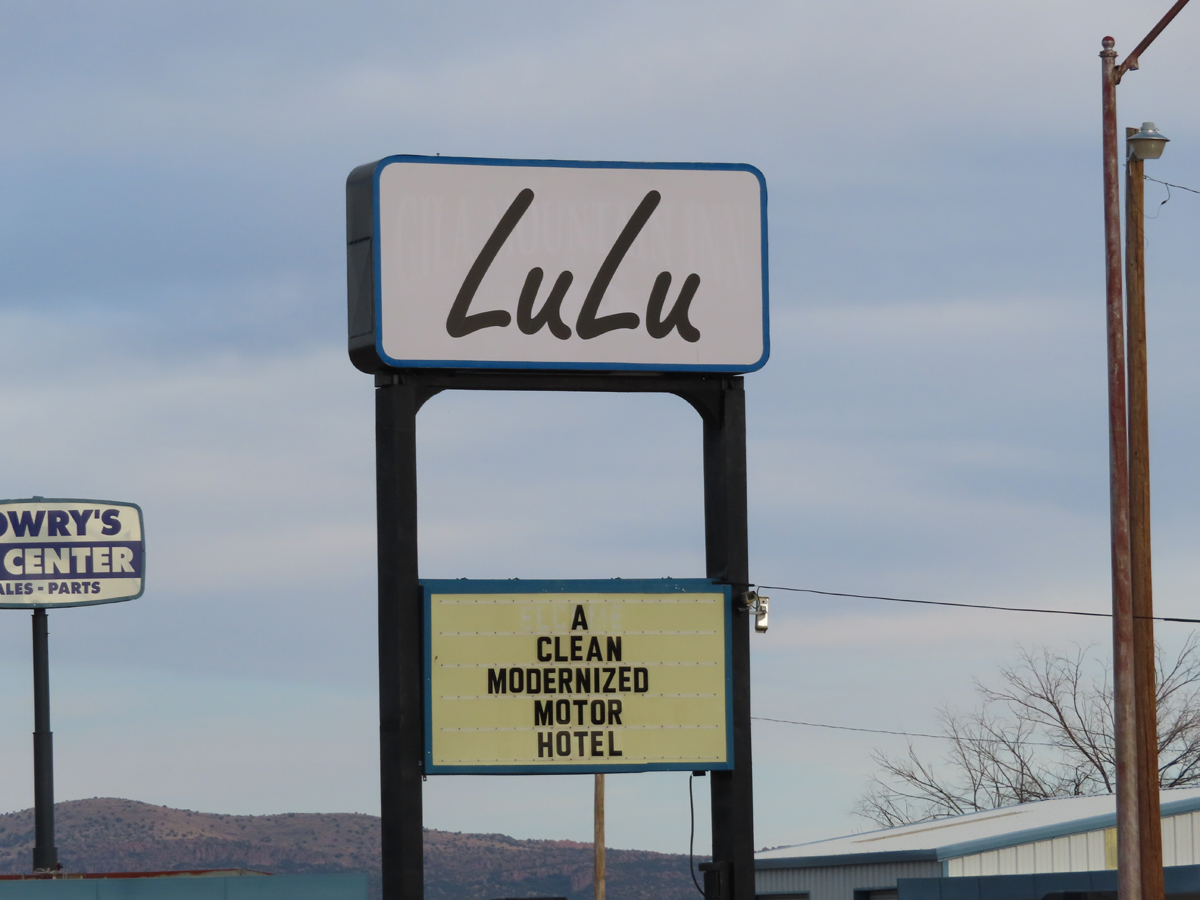 LuLu
OWRY'S
CENTER
ALES - PARTS
A
CLEAN
MODERNIZED
MOTOR
HOTEL